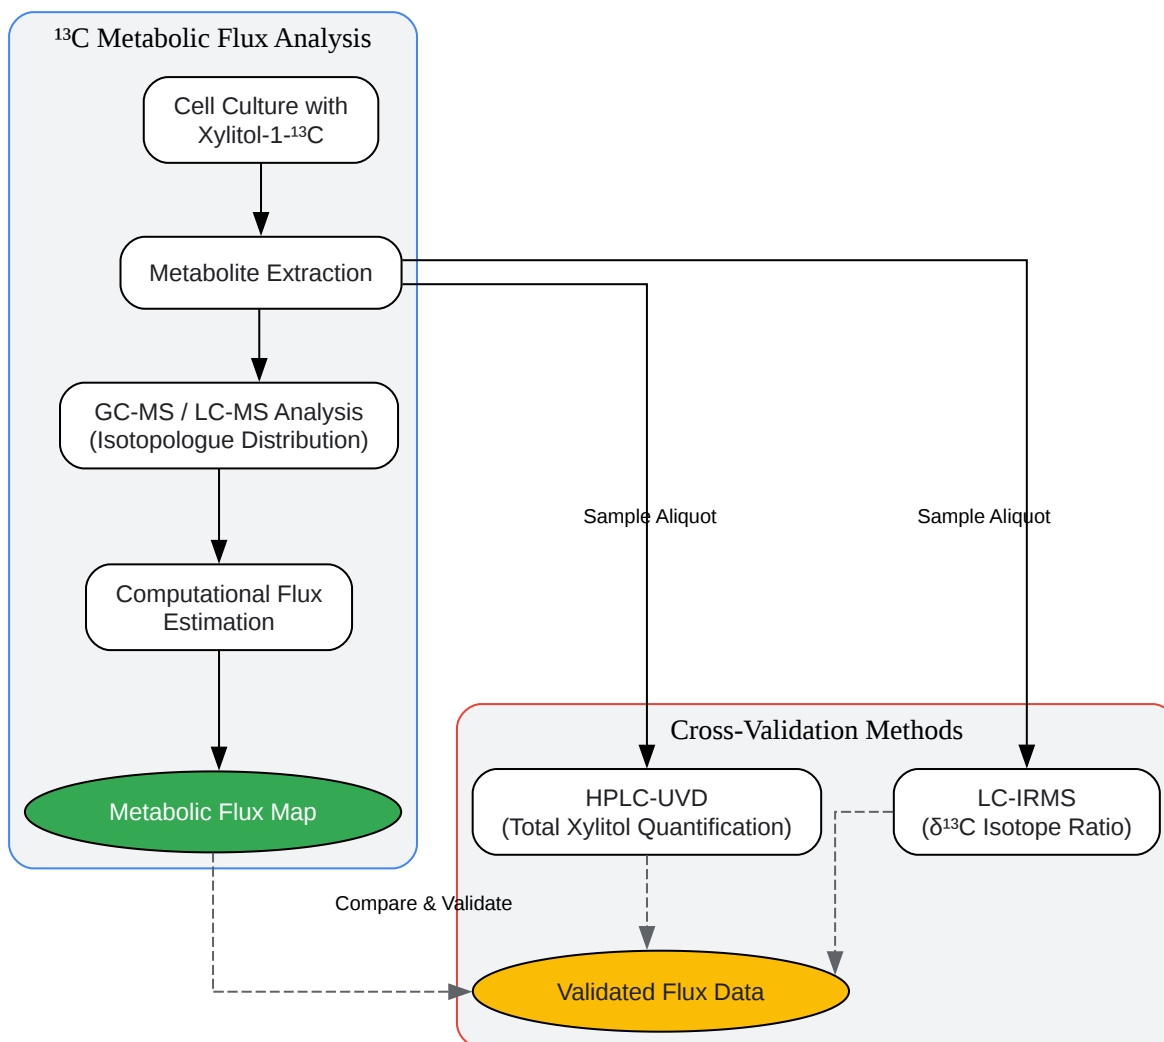 ¹³C Metabolic Flux Analysis
Cell Culture with
Xylitol-1-¹³C
Metabolite Extraction
GC-MS / LC-MS Analysis
(Isotopologue Distribution)
Sample Aliquot
Sample Aliquot
Computational Flux
Estimation
Cross-Validation Methods
Metabolic Flux Map
HPLC-UVD
(Total Xylitol Quantification)
LC-IRMS
(δ¹³C Isotope Ratio)
Compare & Validate
Validated Flux Data